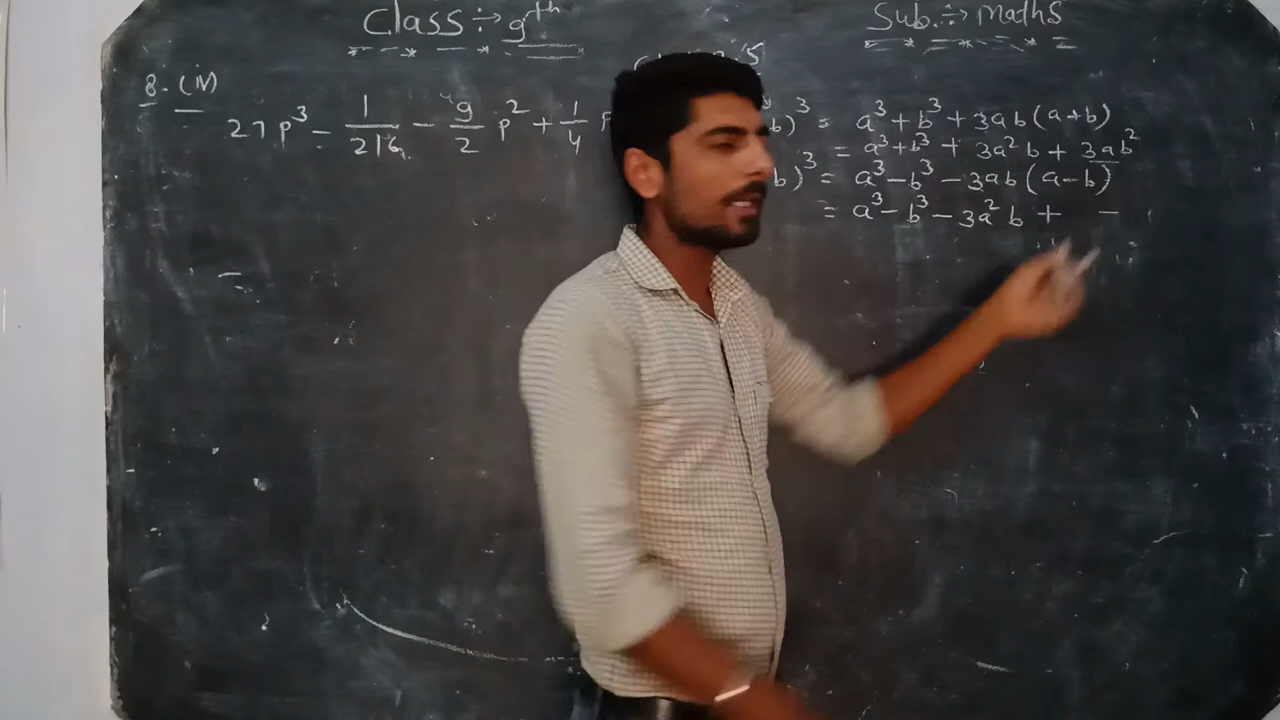 Class ÷ 9th
Sub. ÷ maths
8. (iv)
27p³ - 1/216 - 9/2 p² + 1/4
b)³ = a³ + b³ + 3ab(a+b)
= a³ + b³ + 3a²b + 3ab²
b)³ = a³ - b³ - 3ab(a-b)
= a³ - b³ - 3a²b +